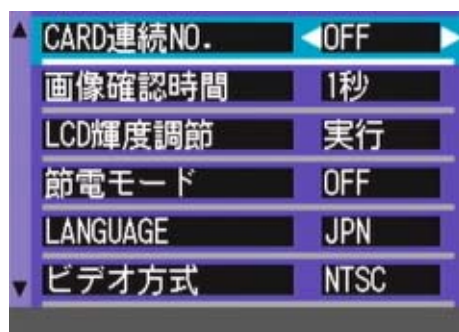 CARD連続NO. OFF
画像確認時間 1秒
LCD輝度調節 実行
節電モード OFF
LANGUAGE JPN
ビデオ方式 NTSC